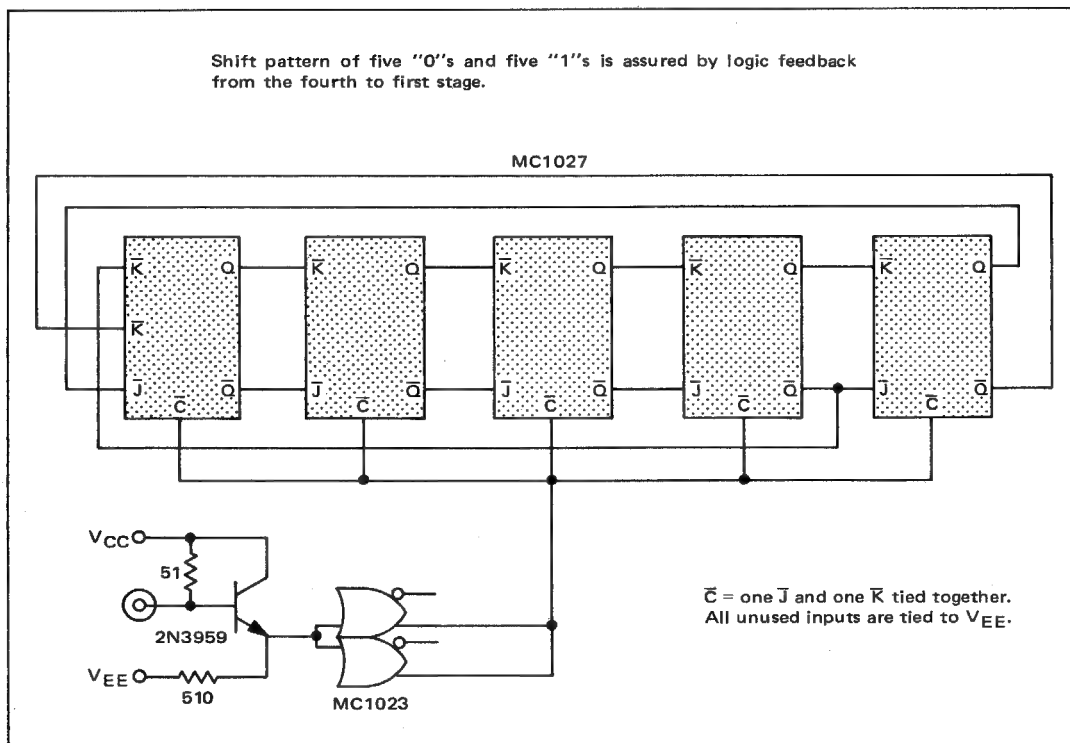 Shift pattern of five "0"s and five "1"s is assured by logic feedback
from the fourth to first stage.
MC1027
K̅ Q K̅ Q K̅ Q K̅ Q K̅ Q
K̅
J̅ Q̅ J̅ Q̅ J̅ Q̅ J̅ Q̅ J̅ Q̅
C̅ C̅ C̅ C̅ C̅
VCC
51
2N3959
VEE
510
MC1023
C̅ = one J̅ and one K̅ tied together.
All unused inputs are tied to VEE.